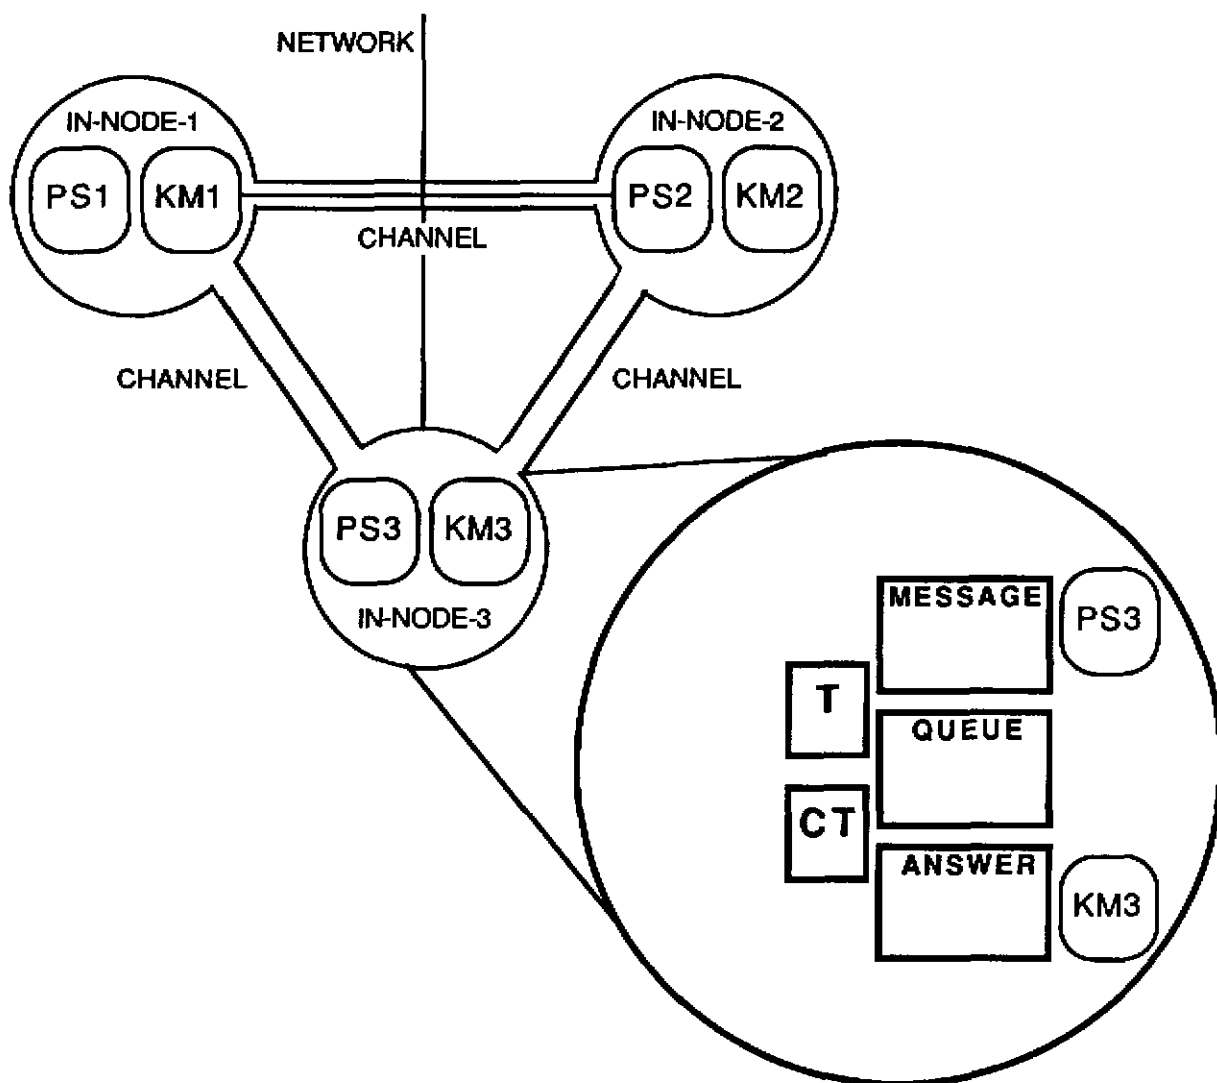 NETWORK
IN-NODE-1
IN-NODE-2
PS1
KM1
PS2
KM2
CHANNEL
CHANNEL
CHANNEL
PS3
KM3
IN-NODE-3
MESSAGE
PS3
T
QUEUE
CT
ANSWER
KM3